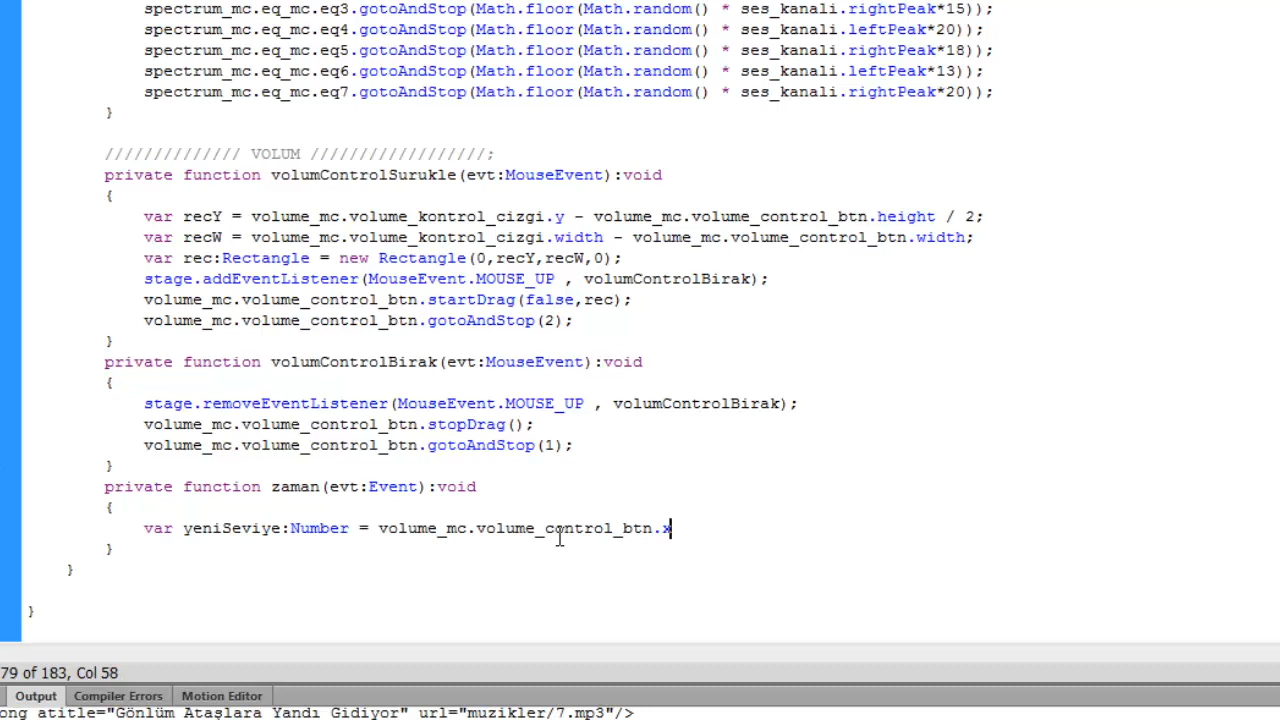 spectrum_mc.eq_mc.eq3.gotoAndStop(Math.floor(Math.random() * ses_kanali.rightPeak*15));
spectrum_mc.eq_mc.eq4.gotoAndStop(Math.floor(Math.random() * ses_kanali.leftPeak*20));
spectrum_mc.eq_mc.eq5.gotoAndStop(Math.floor(Math.random() * ses_kanali.rightPeak*18));
spectrum_mc.eq_mc.eq6.gotoAndStop(Math.floor(Math.random() * ses_kanali.leftPeak*13));
spectrum_mc.eq_mc.eq7.gotoAndStop(Math.floor(Math.random() * ses_kanali.rightPeak*20));
}
////////////// VOLUM //////////////////;
private function volumControlSurukle(evt:MouseEvent):void
{
var recY = volume_mc.volume_kontrol_cizgi.y - volume_mc.volume_control_btn.height / 2;
var recW = volume_mc.volume_kontrol_cizgi.width - volume_mc.volume_control_btn.width;
var rec:Rectangle = new Rectangle(0,recY,recW,0);
stage.addEventListener(MouseEvent.MOUSE_UP , volumControlBirak);
volume_mc.volume_control_btn.startDrag(false,rec);
volume_mc.volume_control_btn.gotoAndStop(2);
}
private function volumControlBirak(evt:MouseEvent):void
{
stage.removeEventListener(MouseEvent.MOUSE_UP , volumControlBirak);
volume_mc.volume_control_btn.stopDrag();
volume_mc.volume_control_btn.gotoAndStop(1);
}
private function zaman(evt:Event):void
{
var yeniSeviye:Number = volume_mc.volume_control_btn.x
}
}
}
79 of 183, Col 58
Output Compiler Errors Motion Editor
ong atitle="Gönlüm Ataşlara Yandı Gidiyor" url="muzikler/7.mp3"/>